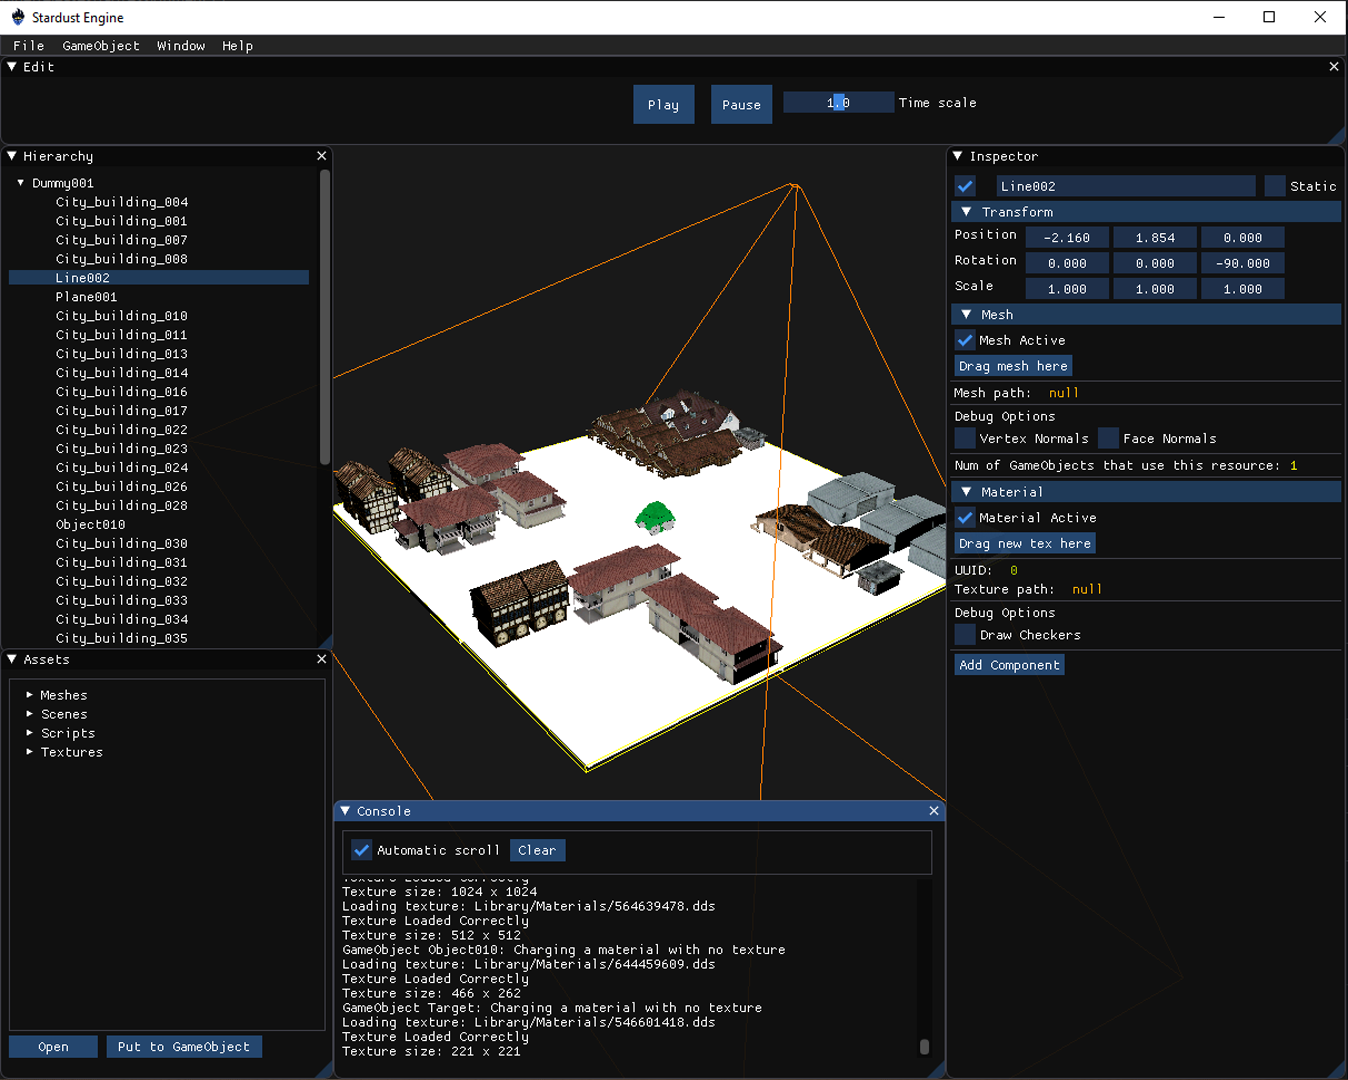 Stardust Engine
File GameObject Window Help
Edit
Play Pause 1.0 Time scale
Hierarchy
Dummy001
City_building_004
City_building_001
City_building_007
City_building_008
Line002
Plane001
City_building_010
City_building_011
City_building_013
City_building_014
City_building_016
City_building_017
City_building_022
City_building_023
City_building_024
City_building_026
City_building_028
Object010
City_building_030
City_building_031
City_building_032
City_building_033
City_building_034
City_building_035
Assets
Meshes
Scenes
Scripts
Textures
Open Put to GameObject
Console
Automatic scroll Clear
Texture Loaded Correctly
Texture size: 1024 x 1024
Loading texture: Library/Materials/564639478.dds
Texture Loaded Correctly
Texture size: 512 x 512
GameObject Object010: Charging a material with no texture
Loading texture: Library/Materials/644459609.dds
Texture Loaded Correctly
Texture size: 466 x 262
GameObject Target: Charging a material with no texture
Loading texture: Library/Materials/546601418.dds
Texture Loaded Correctly
Texture size: 221 x 221
Inspector
Line002 Static
Transform
Position -2.160 1.854 0.000
Rotation 0.000 0.000 -90.000
Scale 1.000 1.000 1.000
Mesh
Mesh Active
Drag mesh here
Mesh path: null
Debug Options
Vertex Normals Face Normals
Num of GameObjects that use this resource: 1
Material
Material Active
Drag new tex here
UUID: 0
Texture path: null
Debug Options
Draw Checkers
Add Component